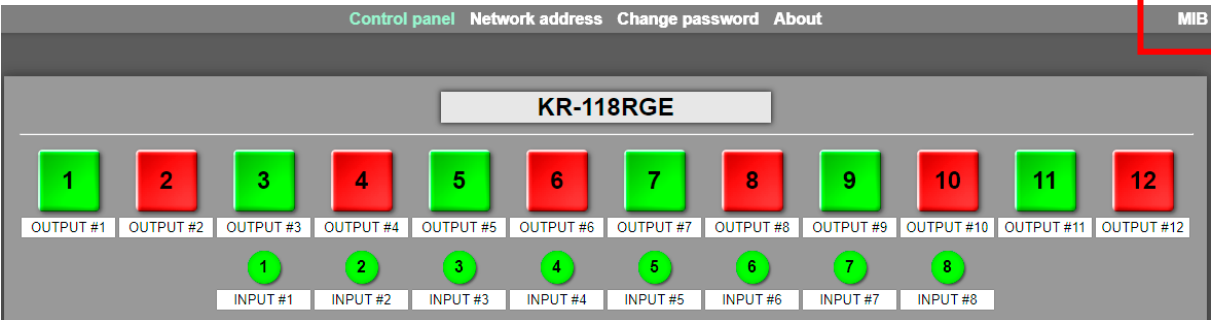 Control panel Network address Change password About MIB
KR-118RGE
1 2 3 4 5 6 7 8 9 10 11 12
OUTPUT #1 OUTPUT #2 OUTPUT #3 OUTPUT #4 OUTPUT #5 OUTPUT #6 OUTPUT #7 OUTPUT #8 OUTPUT #9 OUTPUT #10 OUTPUT #11 OUTPUT #12
1 2 3 4 5 6 7 8
INPUT #1 INPUT #2 INPUT #3 INPUT #4 INPUT #5 INPUT #6 INPUT #7 INPUT #8